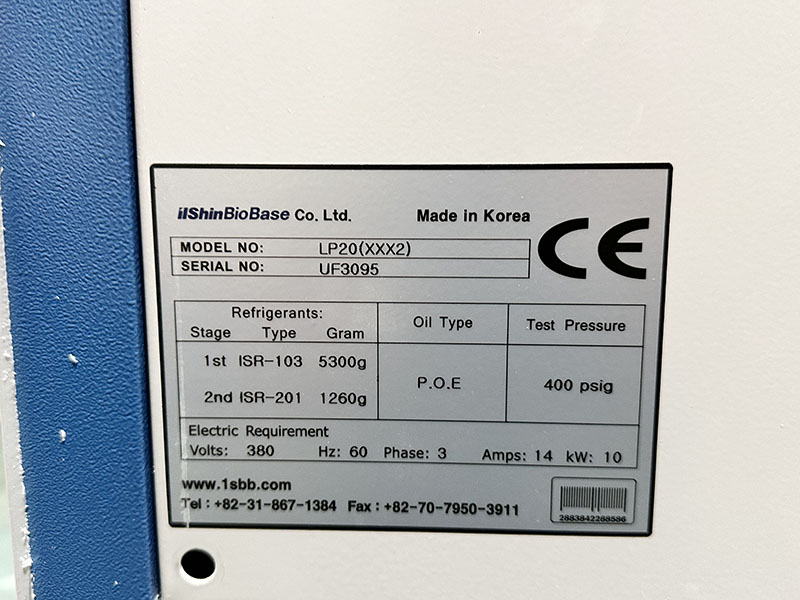 ilShinBioBase Co. Ltd. Made in Korea
CE
MODEL NO: LP20(XXX2)
SERIAL NO: UF3095
Refrigerants: Oil Type Test Pressure
Stage Type Gram
1st ISR-103 5300g
P.O.E 400 psig
2nd ISR-201 1260g
Electric Requirement
Volts: 380 Hz: 60 Phase: 3 Amps: 14 kW: 10
www.1sbb.com
Tel : +82-31-867-1384 Fax : +82-70-7950-3911
2883842288586